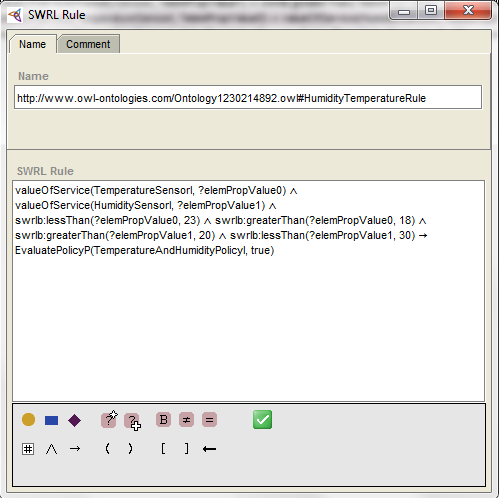 SWRL Rule
Name
Comment
Name
http://www.owl-ontologies.com/Ontology1230214892.owl#HumidityTemperatureRule
SWRL Rule
valueOfService(TemperatureSensorI, ?elemPropValue0) ∧
valueOfService(HumiditySensorI, ?elemPropValue1) ∧
swrlb:lessThan(?elemPropValue0, 23) ∧ swrlb:greaterThan(?elemPropValue0, 18) ∧
swrlb:greaterThan(?elemPropValue1, 20) ∧ swrlb:lessThan(?elemPropValue1, 30) →
EvaluatePolicyP(TemperatureAndHumidityPolicyI, true)
? ? B ≠ =
# ∧ → ( ) [ ] ←